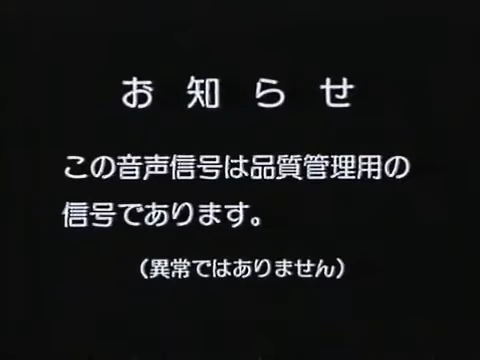 お知らせ
この音声信号は品質管理用の
信号であります。
(異常ではありません)